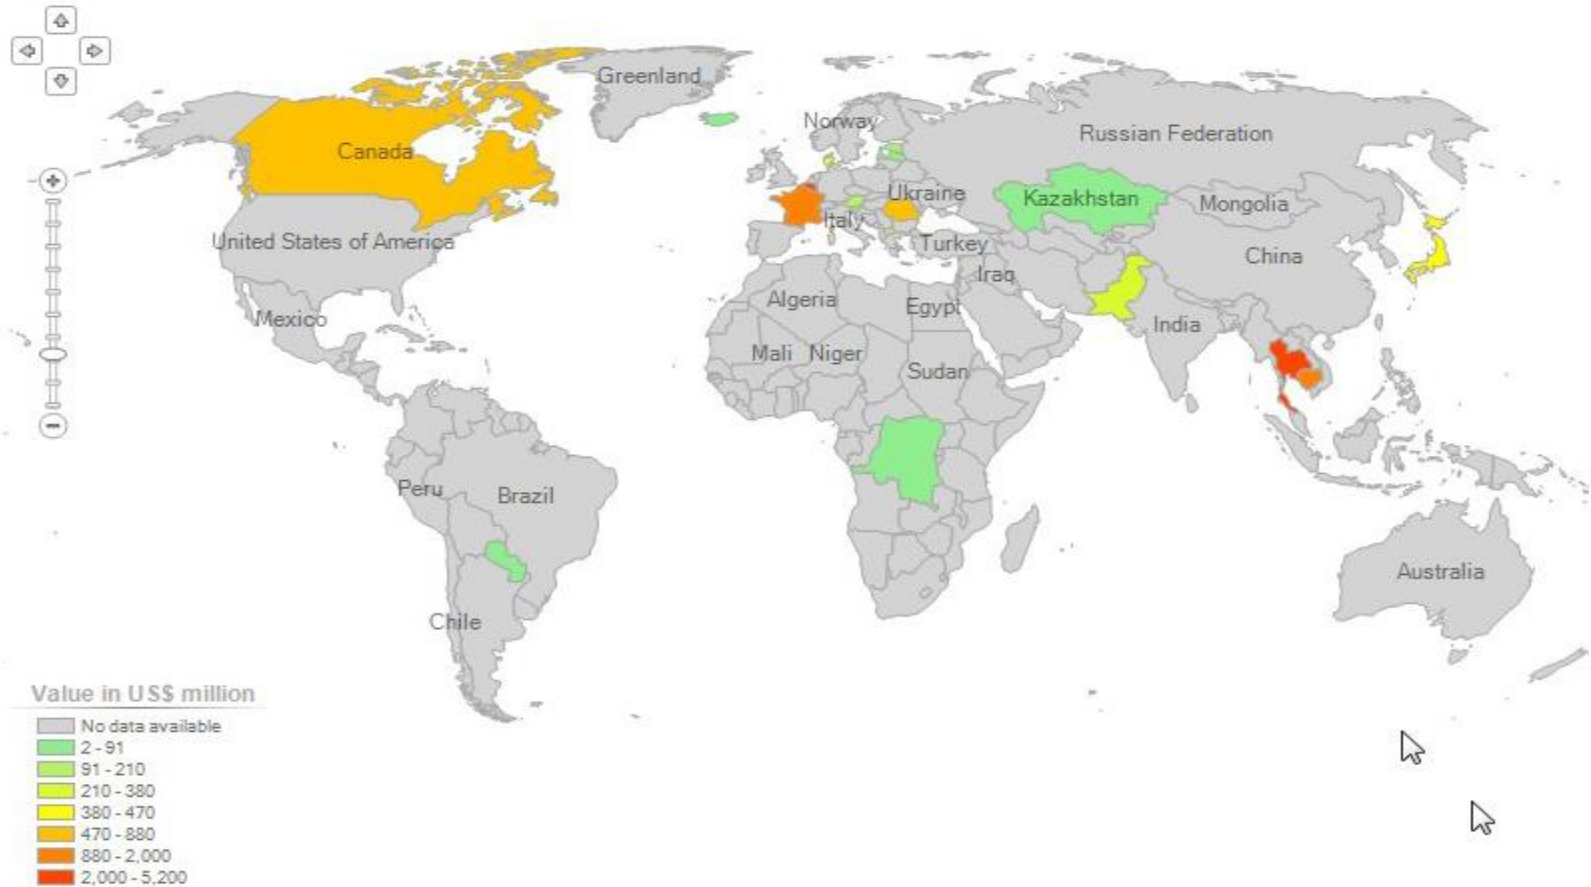 Greenland
Norway
Russian Federation
Canada
Ukraine
Kazakhstan
Mongolia
Italy
United States of America
Turkey
China
Iraq
Algeria
Egypt
Mexico
India
Mali
Niger
Sudan
Peru
Brazil
Australia
Chile
Value in US$ million
No data available
2 - 91
91 - 210
210 - 380
380 - 470
470 - 880
880 - 2,000
2,000 - 5,200